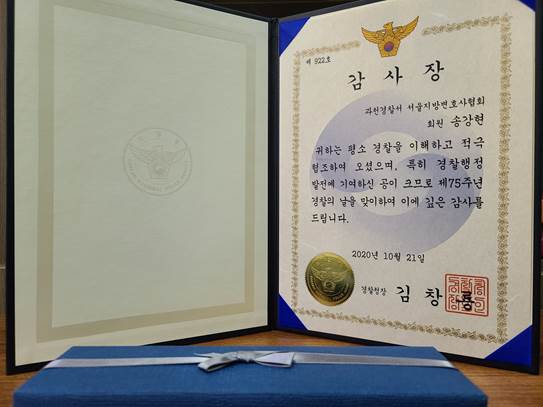 제 922호
감 사 장
과천경찰서 서울지방변호사협회
회원 송강현
귀하는 평소 경찰을 이해하고 적극
협조하여 오셨으며, 특히 경찰행정
발전에 기여하신 공이 크므로 제75주년
경찰의 날을 맞이하여 이에 깊은 감사를
드립니다.
2020년 10월 21일
경찰청장 김 창 룡